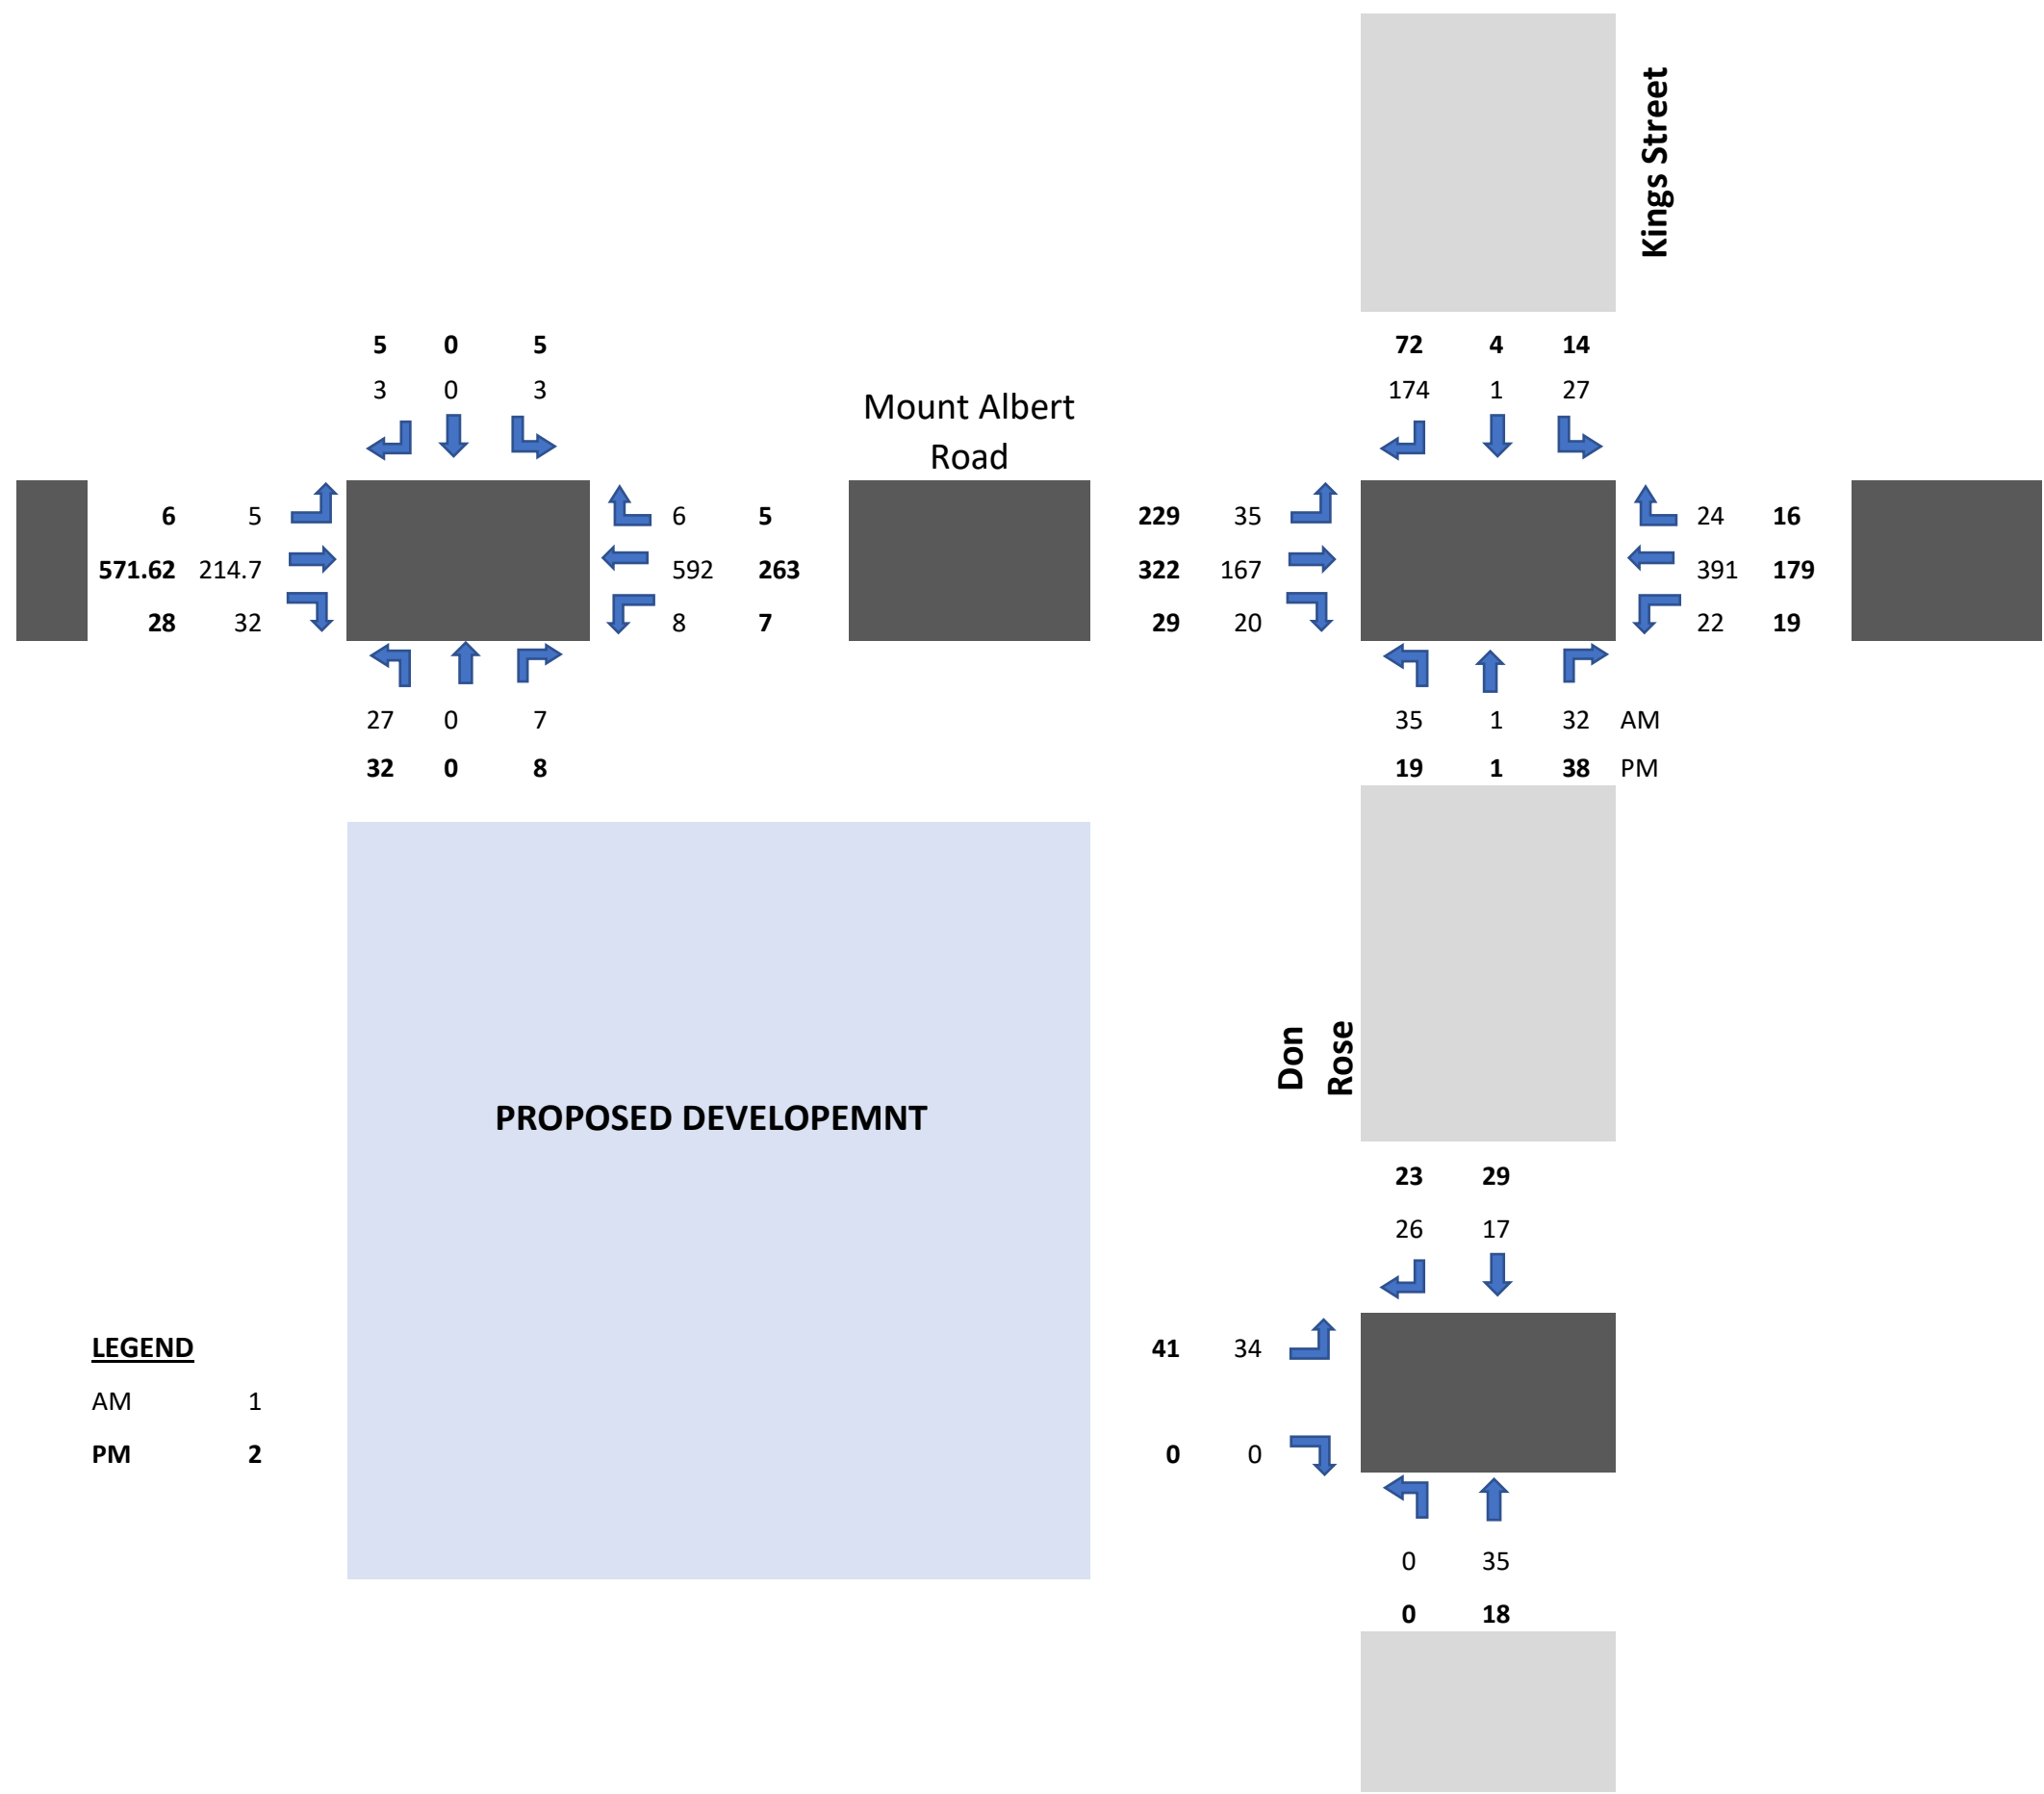 Kings Street
5 0 5
72 4 14
3 0 3
174 1 27
Mount Albert
Road
6 5
6 5
229 35
24 16
571.62 214.7
592 263
322 167
391 179
28 32
8 7
29 20
22 19
27 0 7
35 1 32 AM
32 0 8
19 1 38 PM
Don
Rose
PROPOSED DEVELOPEMNT
23 29
26 17
LEGEND
41 34
AM 1
PM 2
0 0
0 35
0 18